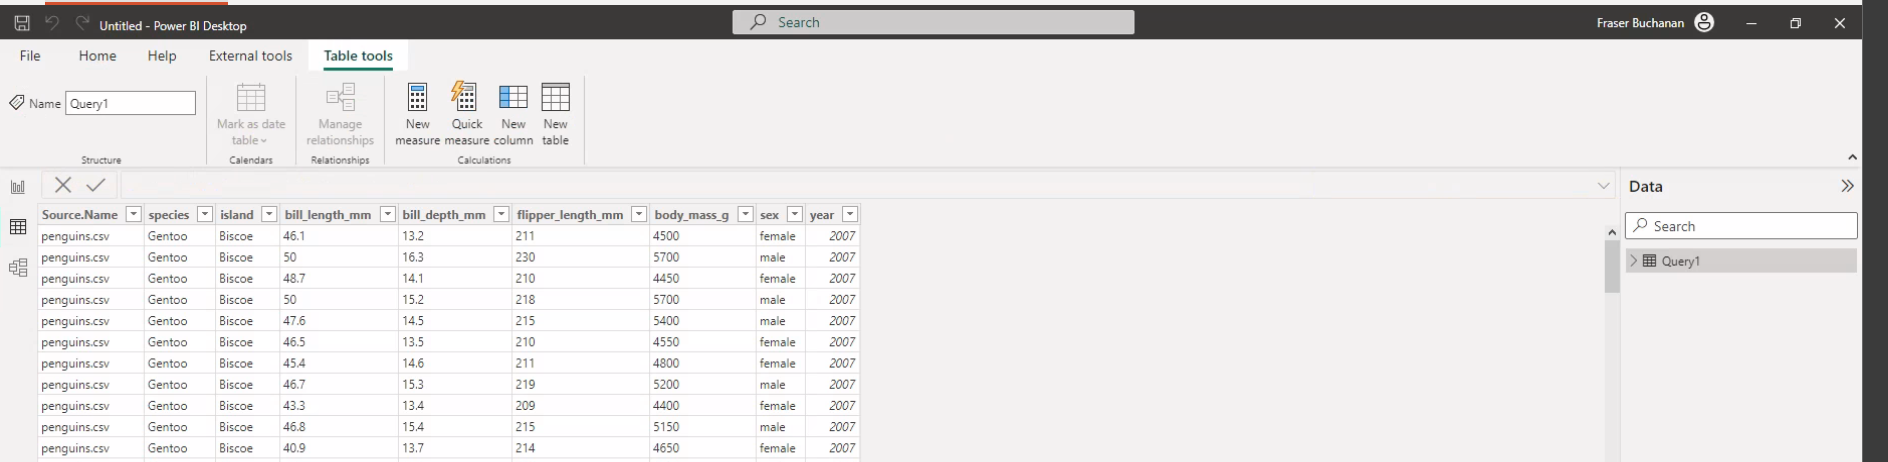 Untitled - Power BI Desktop
Search
Fraser Buchanan
File Home Help External tools Table tools
Name Query1
Mark as date table
Manage relationships
New measure
Quick measure
New column
New table
Structure Calendars Relationships Calculations
Data
Search
Query1
Source.Name species island bill_length_mm bill_depth_mm flipper_length_mm body_mass_g sex year
penguins.csv Gentoo Biscoe 46.1 13.2 211 4500 female 2007
penguins.csv Gentoo Biscoe 50 16.3 230 5700 male 2007
penguins.csv Gentoo Biscoe 48.7 14.1 210 4450 female 2007
penguins.csv Gentoo Biscoe 50 15.2 218 5700 male 2007
penguins.csv Gentoo Biscoe 47.6 14.5 215 5400 male 2007
penguins.csv Gentoo Biscoe 46.5 13.5 210 4550 female 2007
penguins.csv Gentoo Biscoe 45.4 14.6 211 4800 female 2007
penguins.csv Gentoo Biscoe 46.7 15.3 219 5200 male 2007
penguins.csv Gentoo Biscoe 43.3 13.4 209 4400 female 2007
penguins.csv Gentoo Biscoe 46.8 15.4 215 5150 male 2007
penguins.csv Gentoo Biscoe 40.9 13.7 214 4650 female 2007